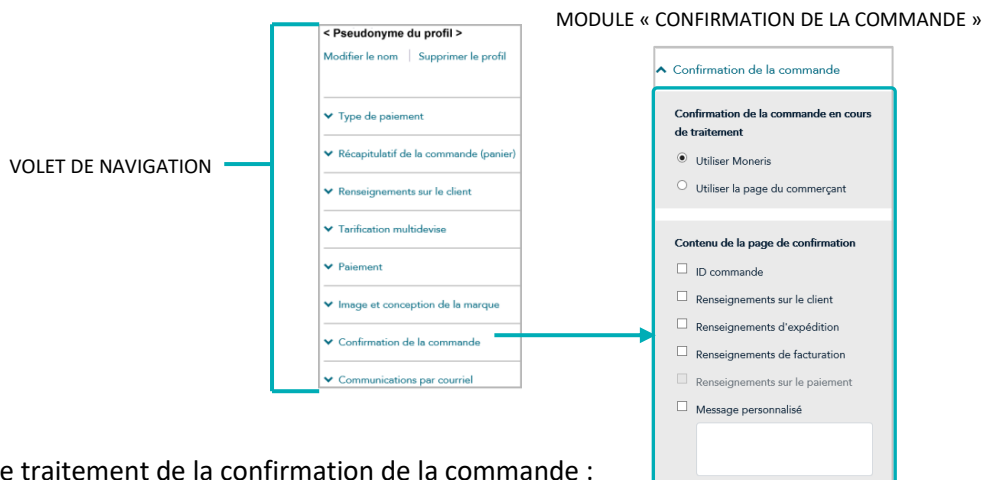 MODULE « CONFIRMATION DE LA COMMANDE »
< Pseudonyme du profil >
Modifier le nom | Supprimer le profil
Type de paiement
Récapitulatif de la commande (panier)
Renseignements sur le client
Tarification multidevise
Paiement
Image et conception de la marque
Confirmation de la commande
Communications par courriel
VOLET DE NAVIGATION
Confirmation de la commande
Confirmation de la commande en cours
de traitement
Utiliser Moneris
Utiliser la page du commerçant
Contenu de la page de confirmation
ID commande
Renseignements sur le client
Renseignements d'expédition
Renseignements de facturation
Renseignements sur le paiement
Message personnalisé
e traitement de la confirmation de la commande :